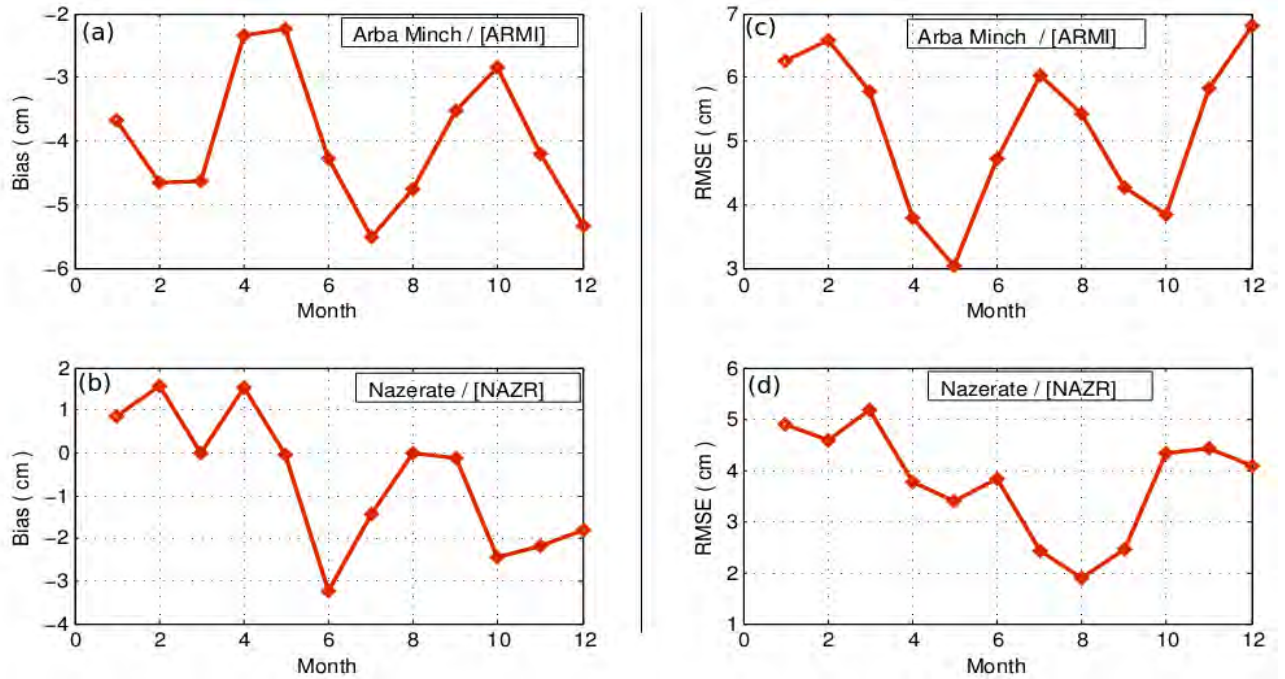 (a)
Arba Minch / [ARMI]
Bias ( cm )
−2
−3
−4
−5
−6
0 2 4 6 8 10 12
Month
(c)
Arba Minch / [ARMI]
RMSE ( cm )
7
6
5
4
3
0 2 4 6 8 10 12
Month
(b)
Nazerate / [NAZR]
Bias ( cm )
2
1
0
−1
−2
−3
−4
0 2 4 6 8 10 12
Month
(d)
Nazerate / [NAZR]
RMSE ( cm )
6
5
4
3
2
1
0 2 4 6 8 10 12
Month